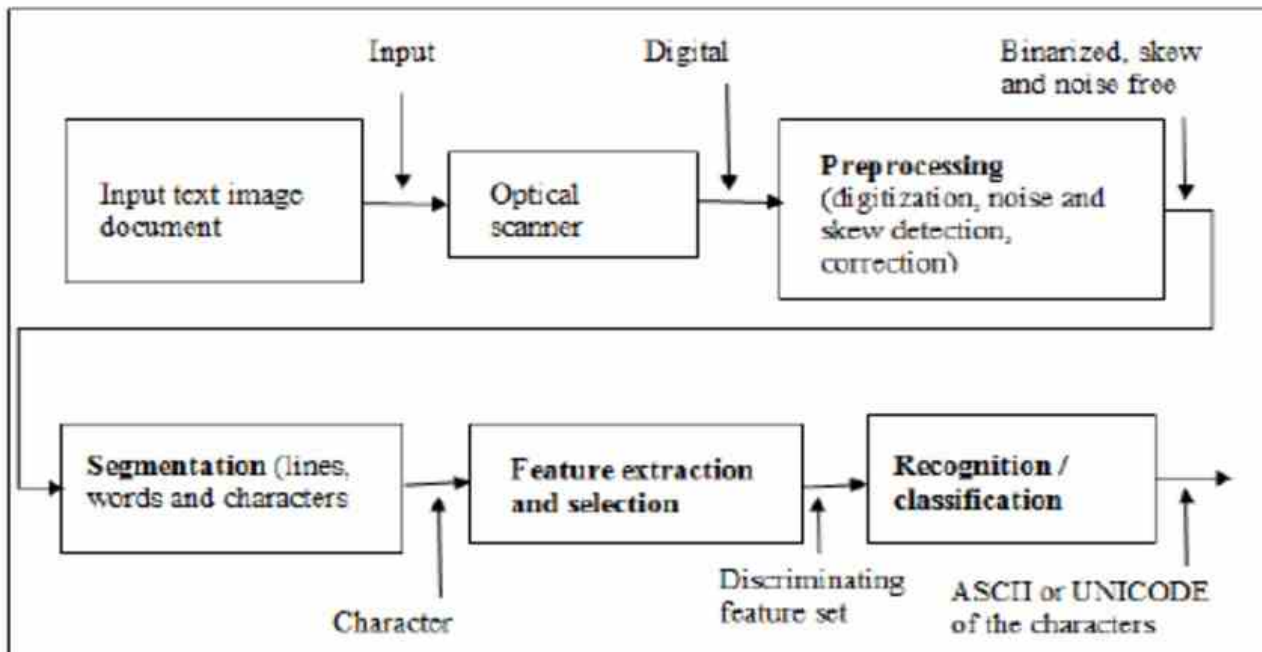 Input
Digital
Binarized, skew
and noise free
Input text image
document
Optical
scanner
Preprocessing
(digitization, noise and
skew detection,
correction)
Segmentation (lines,
words and characters
Feature extraction
and selection
Recognition /
classification
Character
Discriminating
feature set
ASCII or UNICODE
of the characters